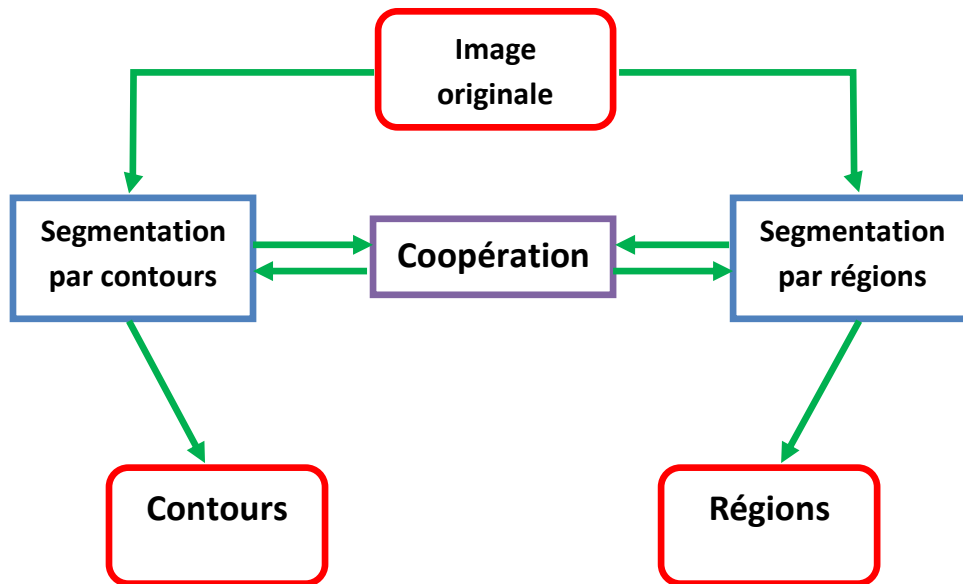 Image
originale
Segmentation
par contours
Coopération
Segmentation
par régions
Contours
Régions